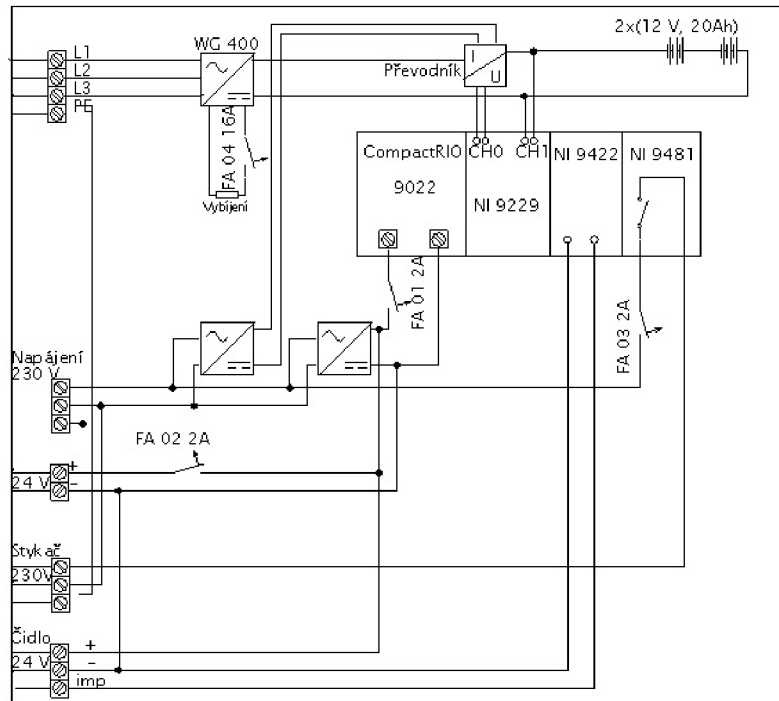 L1
L2
L3
PE
WG 400
FA 04 16A
Vybíjení
Převodník
I
U
2x(12 V, 20Ah)
CompactRIO
9022
CH0
CH1
NI 9229
NI 9422
NI 9481
FA 01 2A
FA 03 2A
Napájení
230 V
FA 02 2A
+
24 V
-
Stykač
230V
Čidlo
+
24 V
-
imp